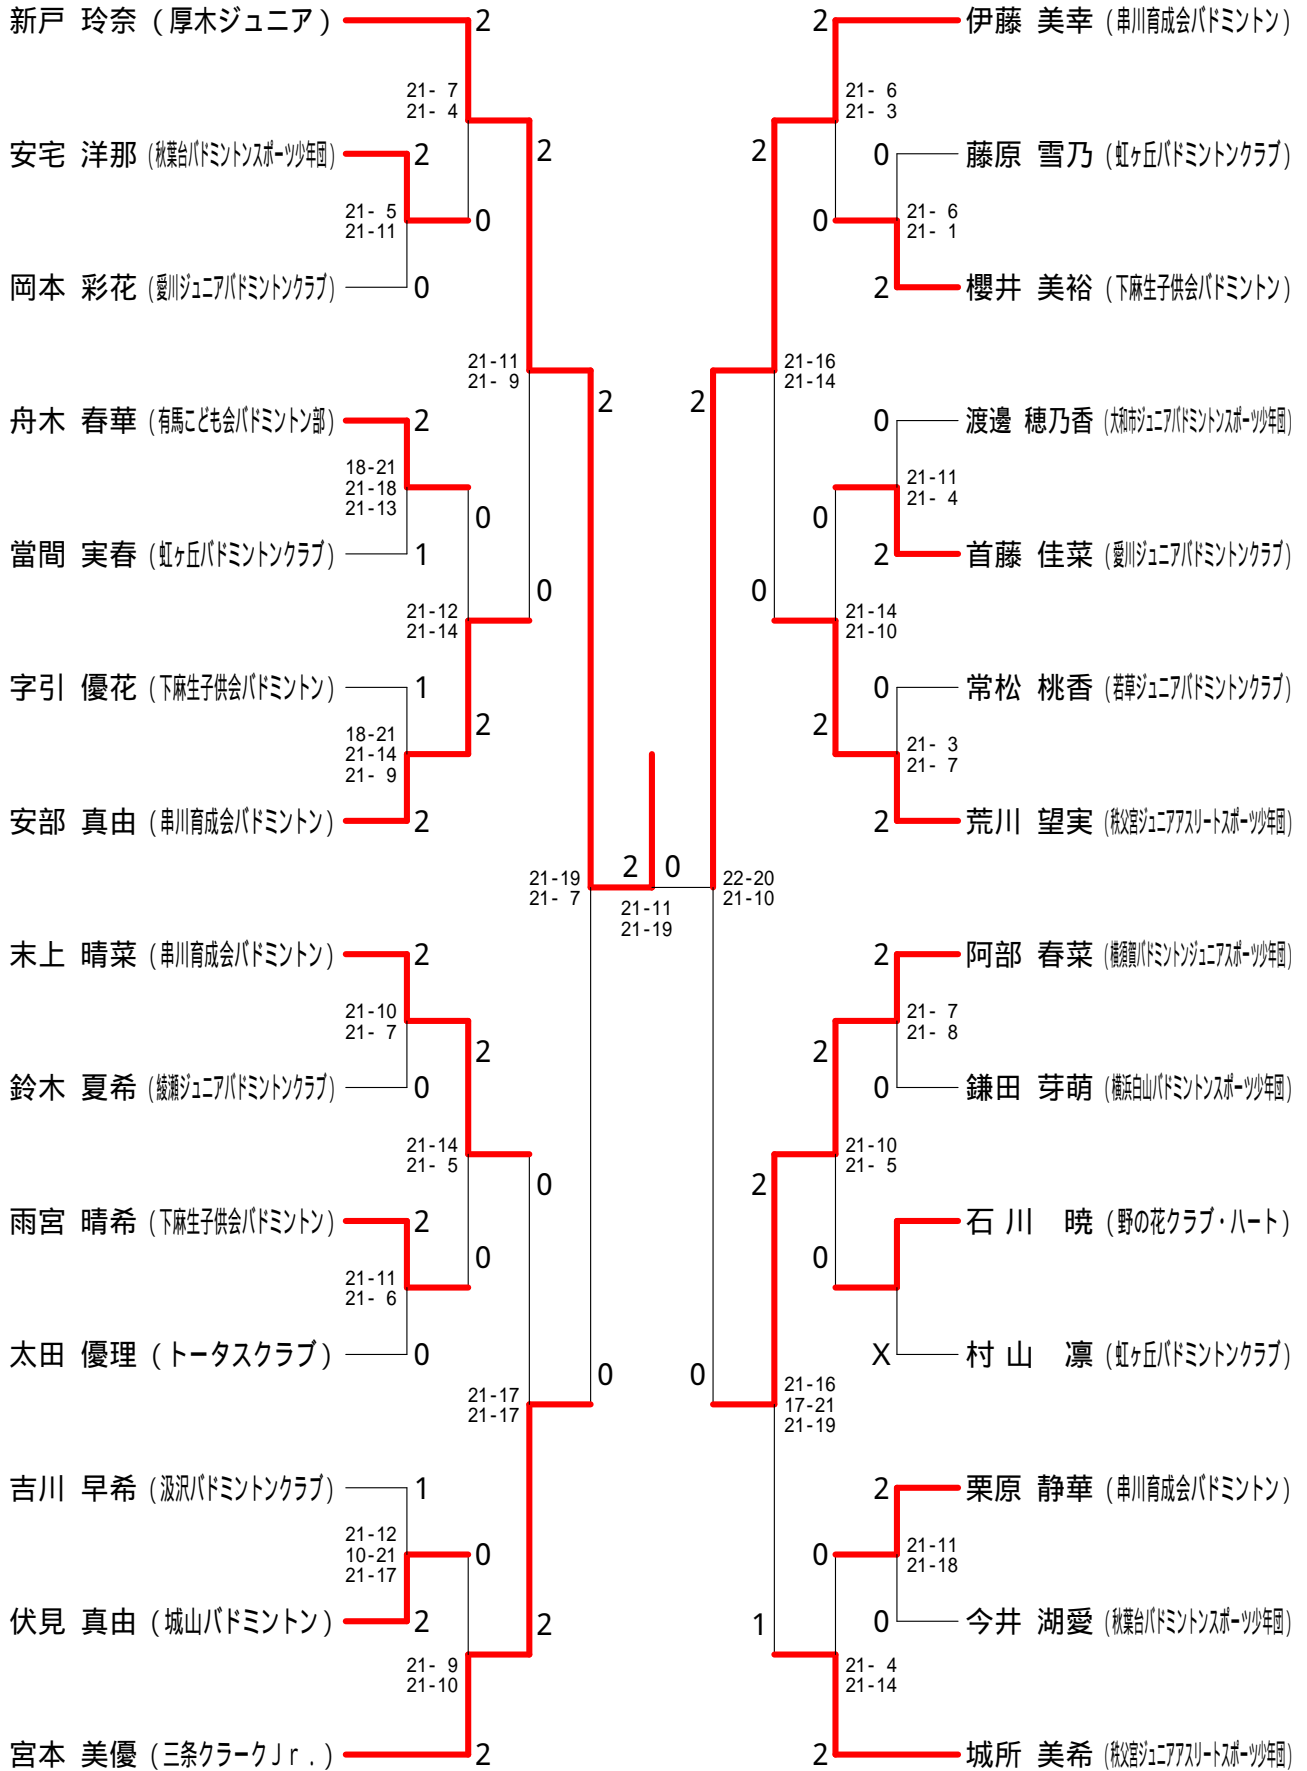 新戸 玲奈 (厚木ジュニア) 2
21- 7
21- 4
安宅 洋那 (秋葉台バドミントンスポーツ少年団) 2
2
21- 5
21-11
0
岡本 彩花 (愛川ジュニアバドミントンクラブ) 0
21-11
21- 9
2
舟木 春華 (有馬こども会バドミントン部) 2
18-21
21-18
21-13
0
當間 実春 (虹ヶ丘バドミントンクラブ) 1
0
21-12
21-14
字引 優花 (下麻生子供会バドミントン) 1
2
18-21
21-14
21- 9
安部 真由 (串川育成会バドミントン) 2
21-19
21- 7
2 0
21-11
21-19
末上 晴菜 (串川育成会バドミントン) 2
21-10
21- 7
2
鈴木 夏希 (綾瀬ジュニアバドミントンクラブ) 0
21-14
21- 5
0
雨宮 晴希 (下麻生子供会バドミントン) 2
0
21-11
21- 6
太田 優理 (トータスクラブ) 0
0
21-17
21-17
吉川 早希 (汲沢バドミントンクラブ) 1
21-12
10-21
21-17
0
伏見 真由 (城山バドミントン) 2
2
21- 9
21-10
宮本 美優 (三条クラークJr.) 2
2 伊藤 美幸 (串川育成会バドミントン)
21- 6
21- 3
2
0 藤原 雪乃 (虹ヶ丘バドミントンクラブ)
21- 6
21- 1
0
2 櫻井 美裕 (下麻生子供会バドミントン)
21-16
21-14
2
0 渡邊 穂乃香 (大和市ジュニアバドミントンスポーツ少年団)
21-11
21- 4
0
2 首藤 佳菜 (愛川ジュニアバドミントンクラブ)
0
21-14
21-10
0 常松 桃香 (若草ジュニアバドミントンクラブ)
2
21- 3
21- 7
2 荒川 望実 (秩父宮ジュニアアスリートスポーツ少年団)
22-20
21-10
2 阿部 春菜 (横須賀バドミントンジュニアスポーツ少年団)
21- 7
21- 8
2
0 鎌田 芽萌 (横浜白山バドミントンスポーツ少年団)
21-10
21- 5
2
石川 暁 (野の花クラブ・ハート)
0
X 村山 凛 (虹ヶ丘バドミントンクラブ)
0
21-16
17-21
21-19
2 栗原 静華 (串川育成会バドミントン)
21-11
21-18
0
0 今井 湖愛 (秋葉台バドミントンスポーツ少年団)
1
21- 4
21-14
2 城所 美希 (秩父宮ジュニアアスリートスポーツ少年団)